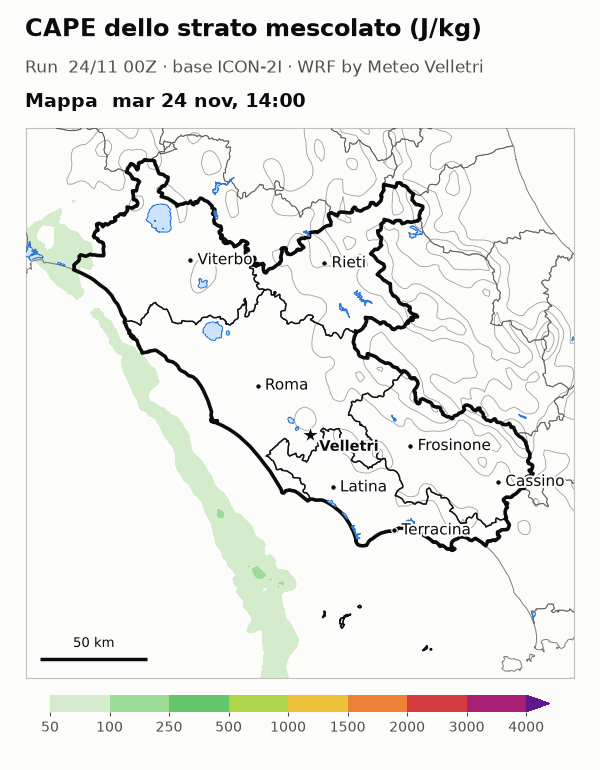 CAPE dello strato mescolato (J/kg)
Run  24/11 00Z · base ICON-2I · WRF by Meteo Velletri
Mappa  mar 24 nov, 14:00
Viterbo
Rieti
Roma
Velletri
Frosinone
Latina
Cassino
Terracina
50 km
50 100 250 500 1000 1500 2000 3000 4000